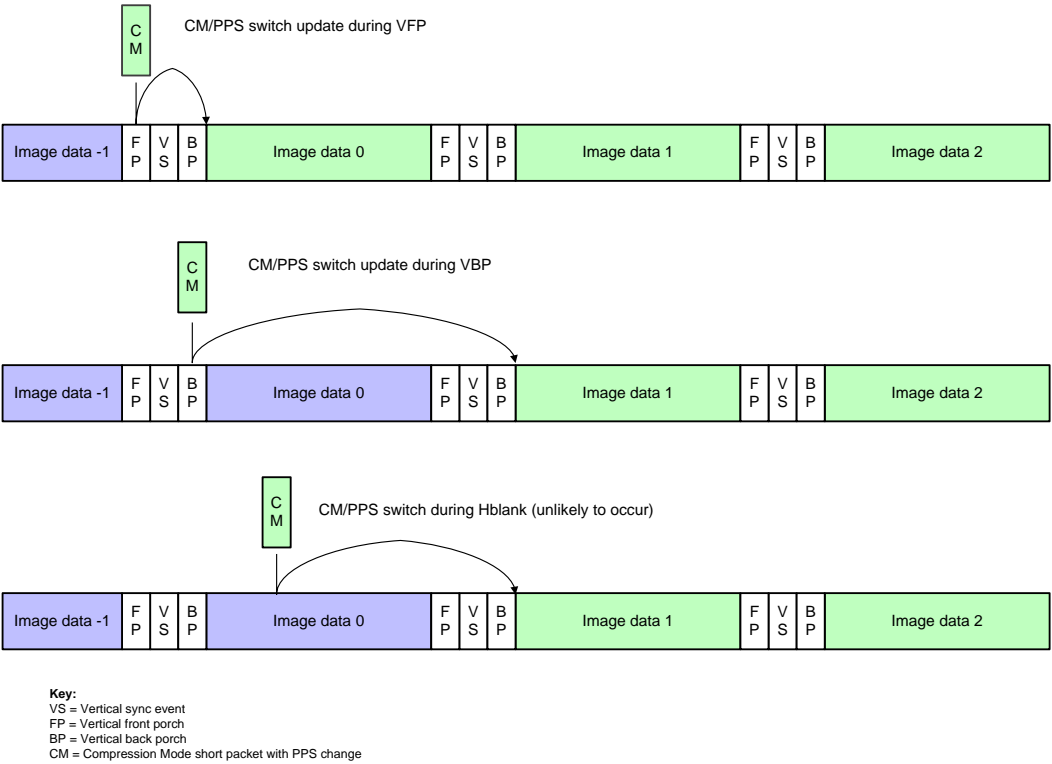 C
M
CM/PPS switch update during VFP
Image data -1
F
P
V
S
B
P
Image data 0
F
P
V
S
B
P
Image data 1
F
P
V
S
B
P
Image data 2
C
M
CM/PPS switch update during VBP
Image data -1
F
P
V
S
B
P
Image data 0
F
P
V
S
B
P
Image data 1
F
P
V
S
B
P
Image data 2
C
M
CM/PPS switch during Hblank (unlikely to occur)
Image data -1
F
P
V
S
B
P
Image data 0
F
P
V
S
B
P
Image data 1
F
P
V
S
B
P
Image data 2
Key:
VS = Vertical sync event
FP = Vertical front porch
BP = Vertical back porch
CM = Compression Mode short packet with PPS change